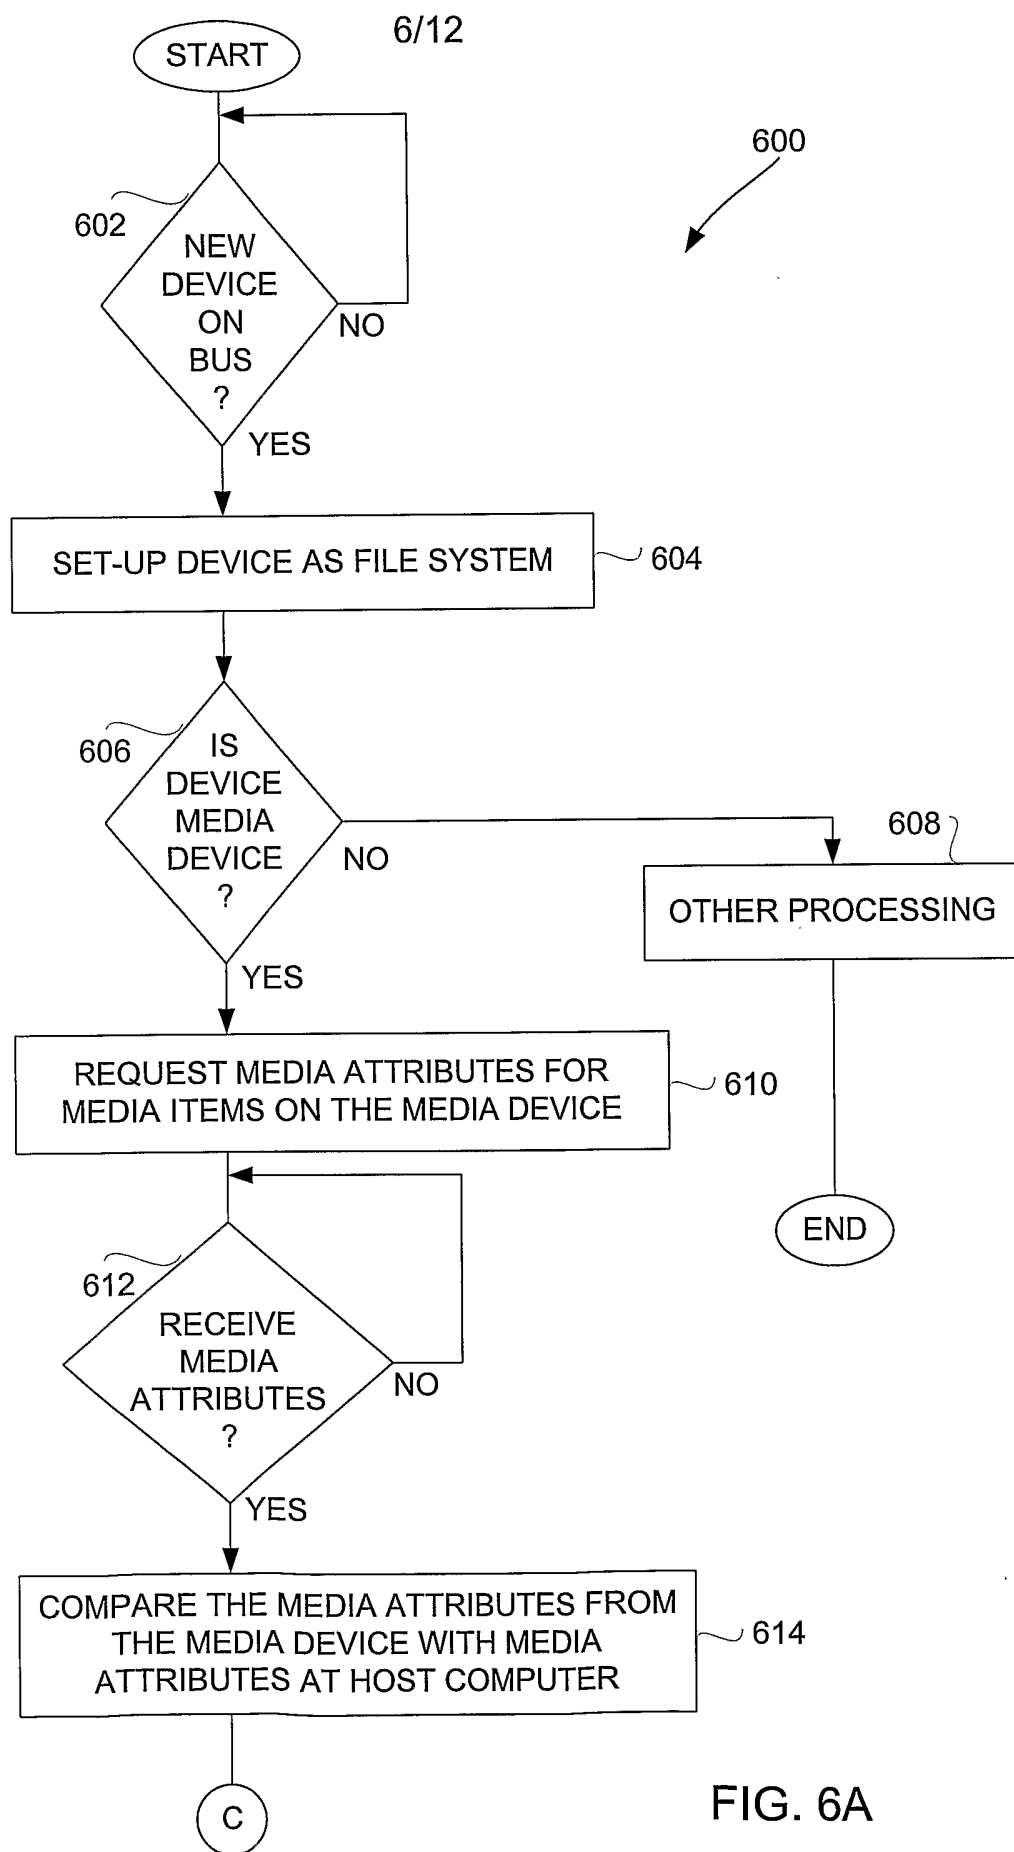 6/12
START
600
602
NEW
DEVICE
ON
BUS
?
NO
YES
SET-UP DEVICE AS FILE SYSTEM
604
606
IS
DEVICE
MEDIA
DEVICE
?
NO
608
OTHER PROCESSING
YES
REQUEST MEDIA ATTRIBUTES FOR
MEDIA ITEMS ON THE MEDIA DEVICE
610
END
612
RECEIVE
MEDIA
ATTRIBUTES
?
NO
YES
COMPARE THE MEDIA ATTRIBUTES FROM
THE MEDIA DEVICE WITH MEDIA
ATTRIBUTES AT HOST COMPUTER
614
C
FIG. 6A